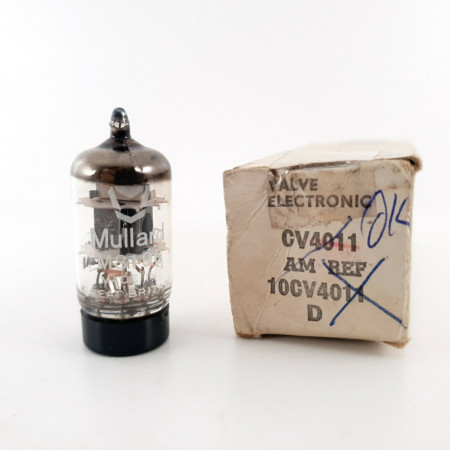 Mullard
VALVE
ELECTRONIC
CV4011
AM REF
10CV4011
D
OK